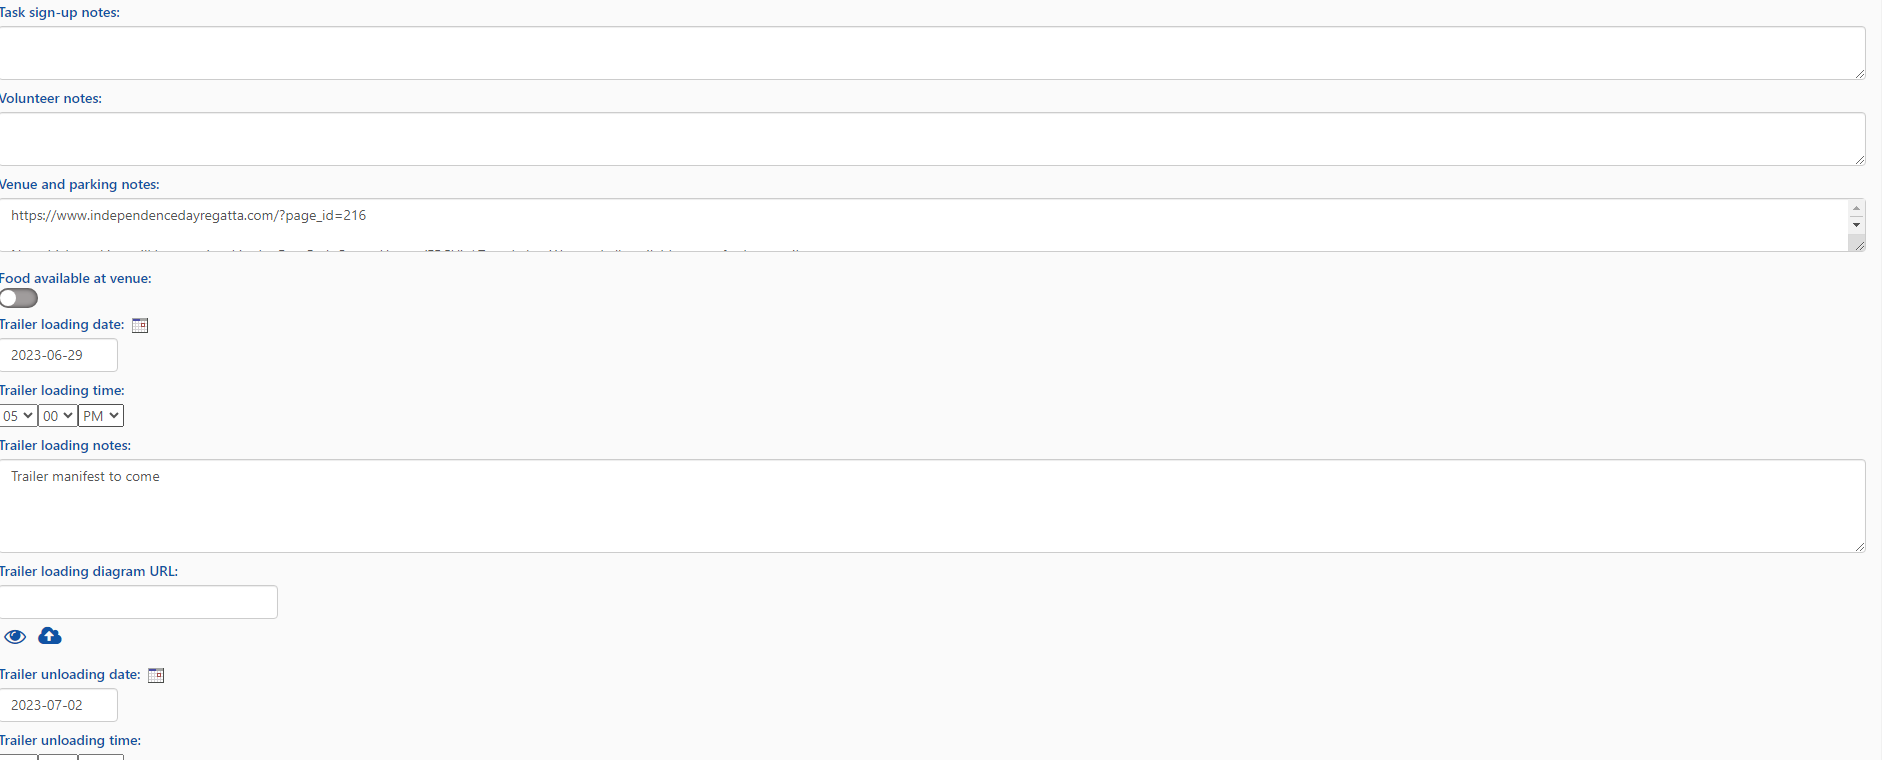 Task sign-up notes:
Volunteer notes:
Venue and parking notes:
https://www.independencedayregatta.com/?page_id=216
Food available at venue:
Trailer loading date:
2023-06-29
Trailer loading time:
05 00 PM
Trailer loading notes:
Trailer manifest to come
Trailer loading diagram URL:
Trailer unloading date:
2023-07-02
Trailer unloading time: